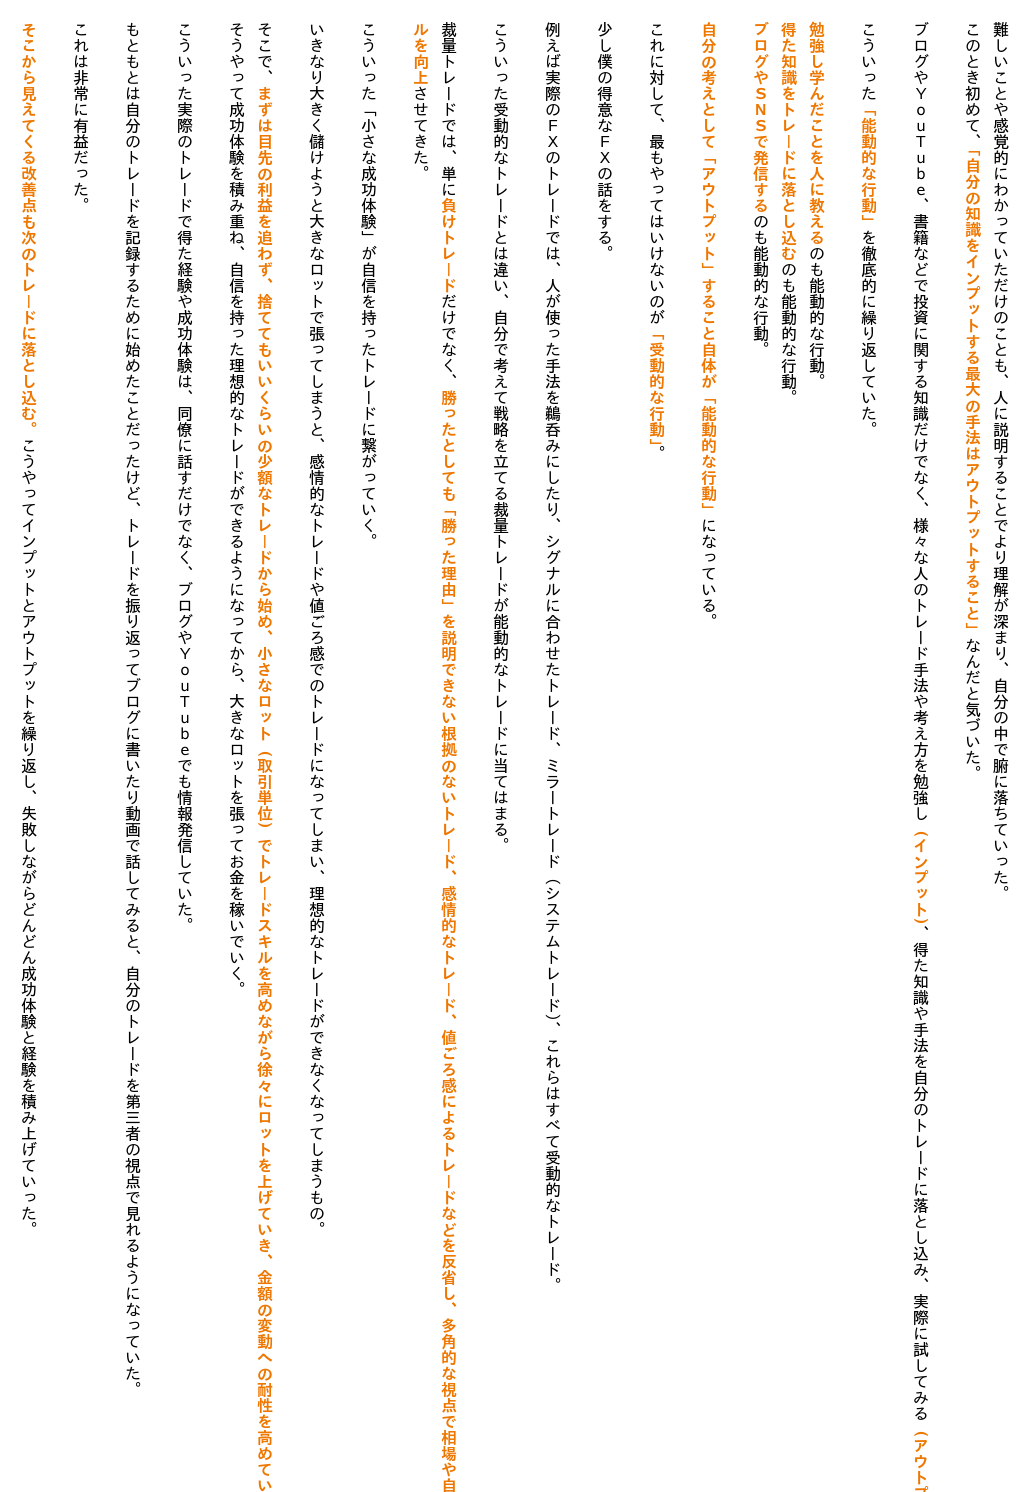 難しいことや感覚的にわかっていただけのことも、人に説明することでより理解が深まり、自分の中で腑に落ちていった。
このとき初めて、「自分の知識をインプットする最大の手法はアウトプットすること」なんだと気づいた。
ブログやＹｏｕＴｕｂｅ、書籍などで投資に関する知識だけでなく、様々な人のトレード手法や考え方を勉強し（インプット）、得た知識や手法を自分のトレードに落とし込み、実際に試してみる（アウトプ
こういった「能動的な行動」を徹底的に繰り返していた。
勉強し学んだことを人に教えるのも能動的な行動。
得た知識をトレードに落とし込むのも能動的な行動。
ブログやＳＮＳで発信するのも能動的な行動。
自分の考えとして「アウトプット」すること自体が「能動的な行動」になっている。
これに対して、最もやってはいけないのが「受動的な行動」。
少し僕の得意なＦＸの話をする。
例えば実際のＦＸのトレードでは、人が使った手法を鵜呑みにしたり、シグナルに合わせたトレード、ミラートレード（システムトレード）、これらはすべて受動的なトレード。
こういった受動的なトレードとは違い、自分で考えて戦略を立てる裁量トレードが能動的なトレードに当てはまる。
裁量トレードでは、単に負けトレードだけでなく、勝ったとしても「勝った理由」を説明できない根拠のないトレード、感情的なトレード、値ごろ感によるトレードなどを反省し、多角的な視点で相場や自
ルを向上させてきた。
こういった「小さな成功体験」が自信を持ったトレードに繋がっていく。
いきなり大きく儲けようと大きなロットで張ってしまうと、感情的なトレードや値ごろ感でのトレードになってしまい、理想的なトレードができなくなってしまうもの。
そこで、まずは目先の利益を追わず、捨ててもいいくらいの少額なトレードから始め、小さなロット（取引単位）でトレードスキルを高めながら徐々にロットを上げていき、金額の変動への耐性を高めてい
そうやって成功体験を積み重ね、自信を持った理想的なトレードができるようになってから、大きなロットを張ってお金を稼いでいく。
こういった実際のトレードで得た経験や成功体験は、同僚に話すだけでなく、ブログやＹｏｕＴｕｂｅでも情報発信していた。
もともとは自分のトレードを記録するために始めたことだったけど、トレードを振り返ってブログに書いたり動画で話してみると、自分のトレードを第三者の視点で見れるようになっていた。
これは非常に有益だった。
そこから見えてくる改善点も次のトレードに落とし込む。こうやってインプットとアウトプットを繰り返し、失敗しながらどんどん成功体験と経験を積み上げていった。